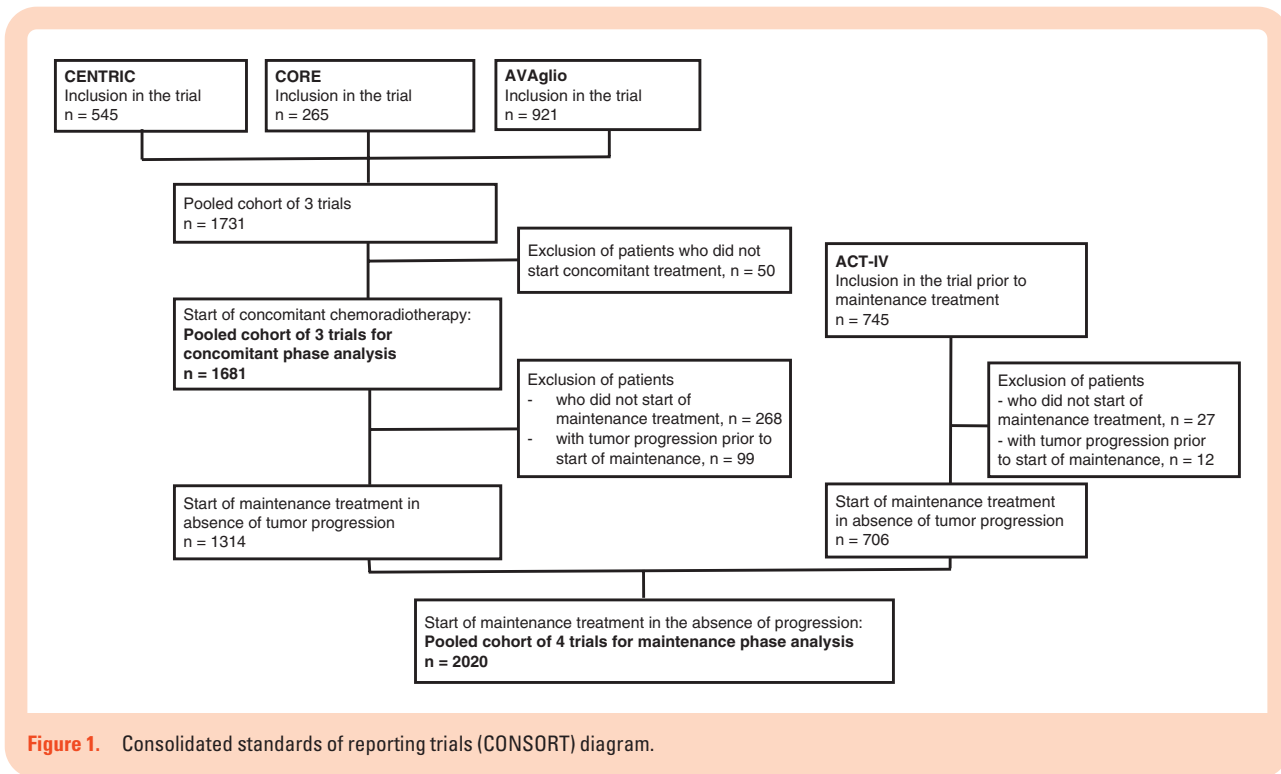 CENTRIC
Inclusion in the trial
n = 545
CORE
Inclusion in the trial
n = 265
AVAglio
Inclusion in the trial
n = 921
Pooled cohort of 3 trials
n = 1731
Exclusion of patients who did not
start concomitant treatment, n = 50
ACT-IV
Inclusion in the trial prior to
maintenance treatment
n = 745
Start of concomitant chemoradiotherapy:
Pooled cohort of 3 trials for
concomitant phase analysis
n = 1681
Exclusion of patients
- who did not start of
maintenance treatment, n = 268
- with tumor progression prior to
start of maintenance, n = 99
Exclusion of patients
- who did not start of
maintenance treatment, n = 27
- with tumor progression prior
to start of maintenance, n = 12
Start of maintenance treatment in
absence of tumor progression
n = 1314
Start of maintenance treatment
in absence of tumor progression
n = 706
Start of maintenance treatment in the absence of progression:
Pooled cohort of 4 trials for maintenance phase analysis
n = 2020
Figure 1. Consolidated standards of reporting trials (CONSORT) diagram.